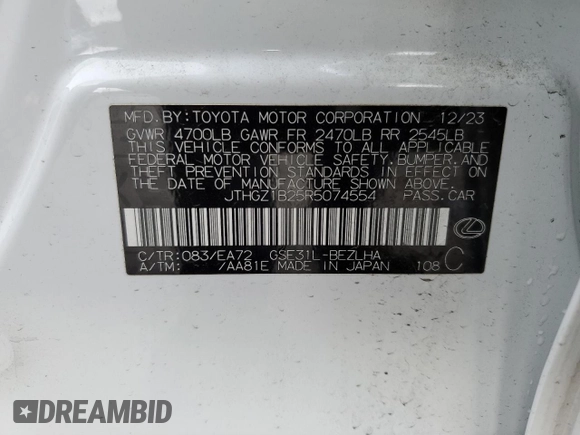 MFD. BY: TOYOTA MOTOR CORPORATION 12/23
GVWR 4700LB GAWR FR 2470LB RR 2545LB
THIS VEHICLE CONFORMS TO ALL APPLICABLE
FEDERAL MOTOR VEHICLE SAFETY, BUMPER, AND
THEFT PREVENTION STANDARDS IN EFFECT ON
THE DATE OF MANUFACTURE SHOWN ABOVE.
JTHGZ1B25R5074554 PASS. CAR
C/TR: 083/EA72 GSE31L-BEZLHA
A/TM: /AA81E MADE IN JAPAN 108 C
DREAMBID